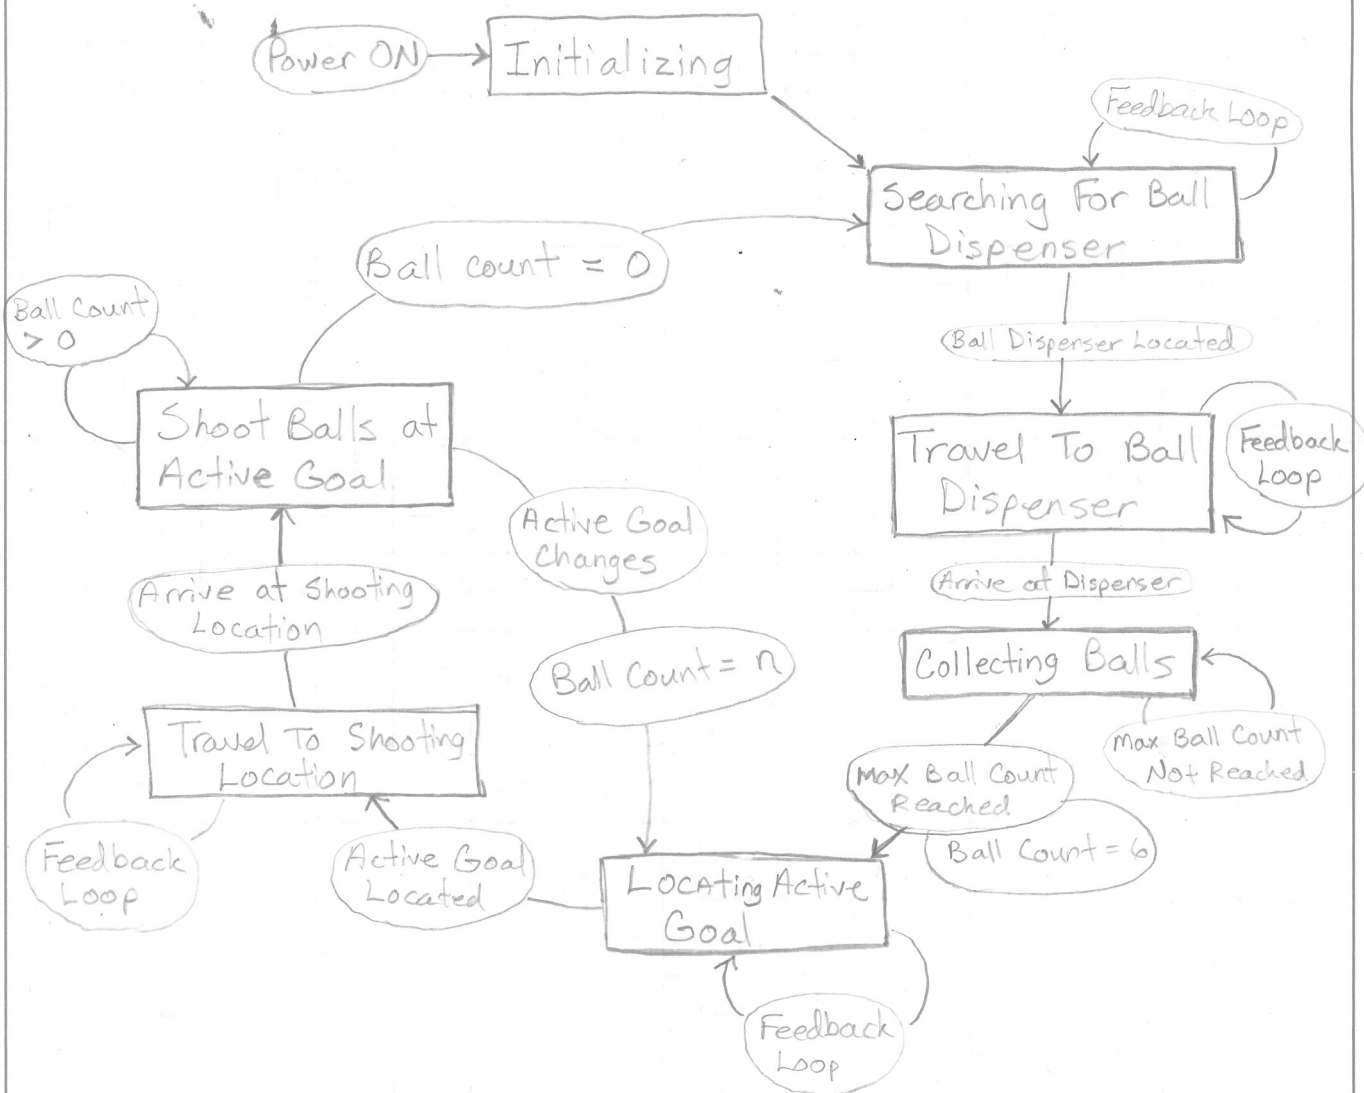 Power ON
Initializing
Feedback Loop
Searching For Ball
Dispenser
Ball count = 0
Ball Count
> 0
Ball Dispenser Located
Shoot Balls at
Active Goal
Travel To Ball
Dispenser
Feedback
Loop
Active Goal
Changes
Arrive at Shooting
Location
Arrive at Dispenser
Ball Count = n
Collecting Balls
Travel To Shooting
Location
Max Ball Count
Not Reached
Max Ball Count
Reached
Ball Count = 6
Feedback
Loop
Active Goal
Located
Locating Active
Goal
Feedback
Loop